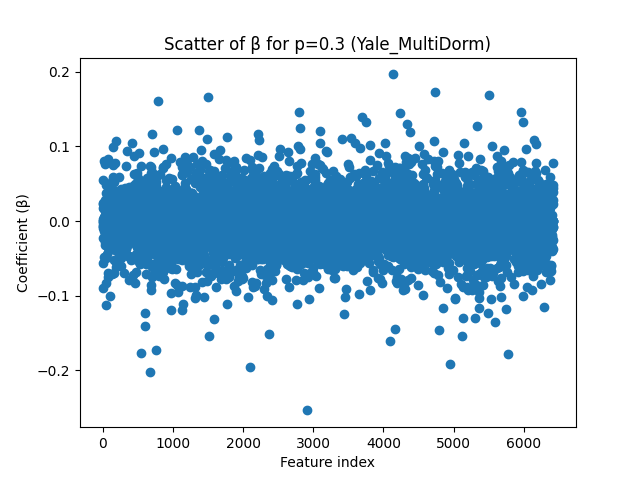 Scatter of β for p=0.3 (Yale_MultiDorm)
Coefficient (β)
0.2
0.1
0.0
−0.1
−0.2
0 1000 2000 3000 4000 5000 6000
Feature index